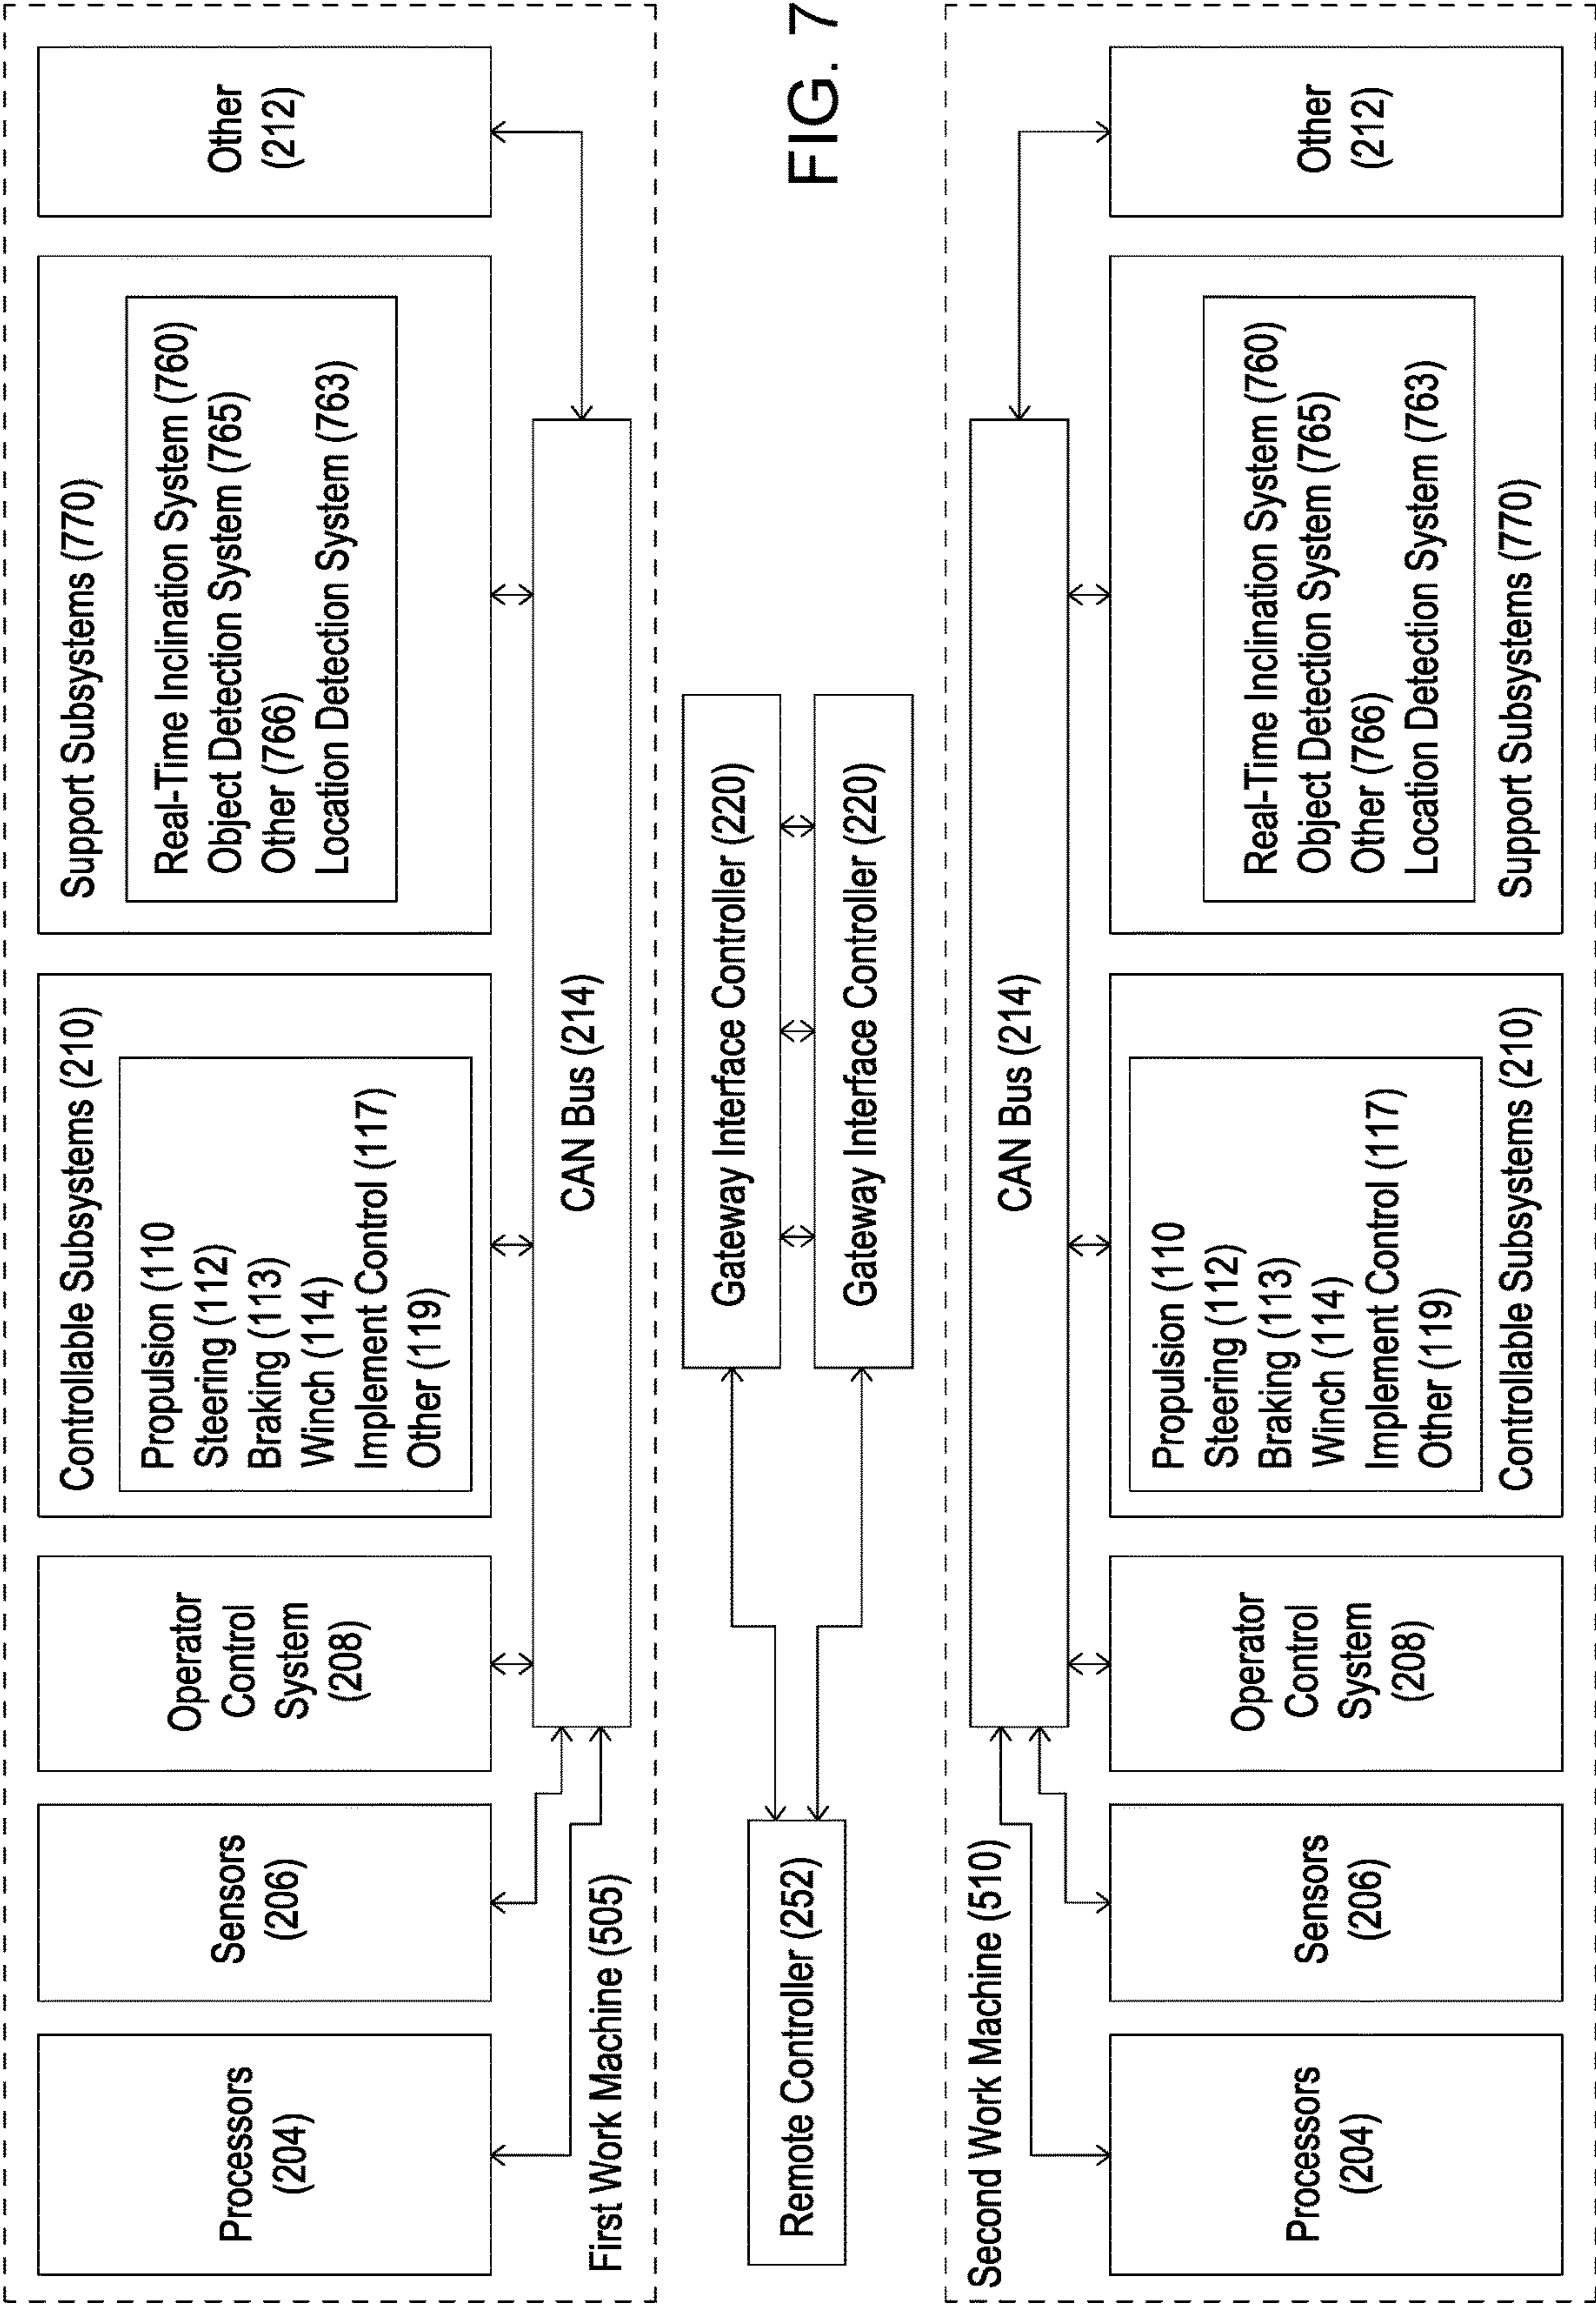 Processors
(204)
Sensors
(206)
Operator
Control
System
(208)
Controllable Subsystems (210)
Propulsion (110
Steering (112)
Braking (113)
Winch (114)
Implement Control (117)
Other (119)
Support Subsystems (770)
Real-Time Inclination System (760)
Object Detection System (765)
Other (766)
Location Detection System (763)
Other
(212)
CAN Bus (214)
First Work Machine (505)
Gateway Interface Controller (220)
Remote Controller (252)
Gateway Interface Controller (220)
FIG. 7
Second Work Machine (510)
CAN Bus (214)
Processors
(204)
Sensors
(206)
Operator
Control
System
(208)
Propulsion (110
Steering (112)
Braking (113)
Winch (114)
Implement Control (117)
Other (119)
Controllable Subsystems (210)
Real-Time Inclination System (760)
Object Detection System (765)
Other (766)
Location Detection System (763)
Support Subsystems (770)
Other
(212)